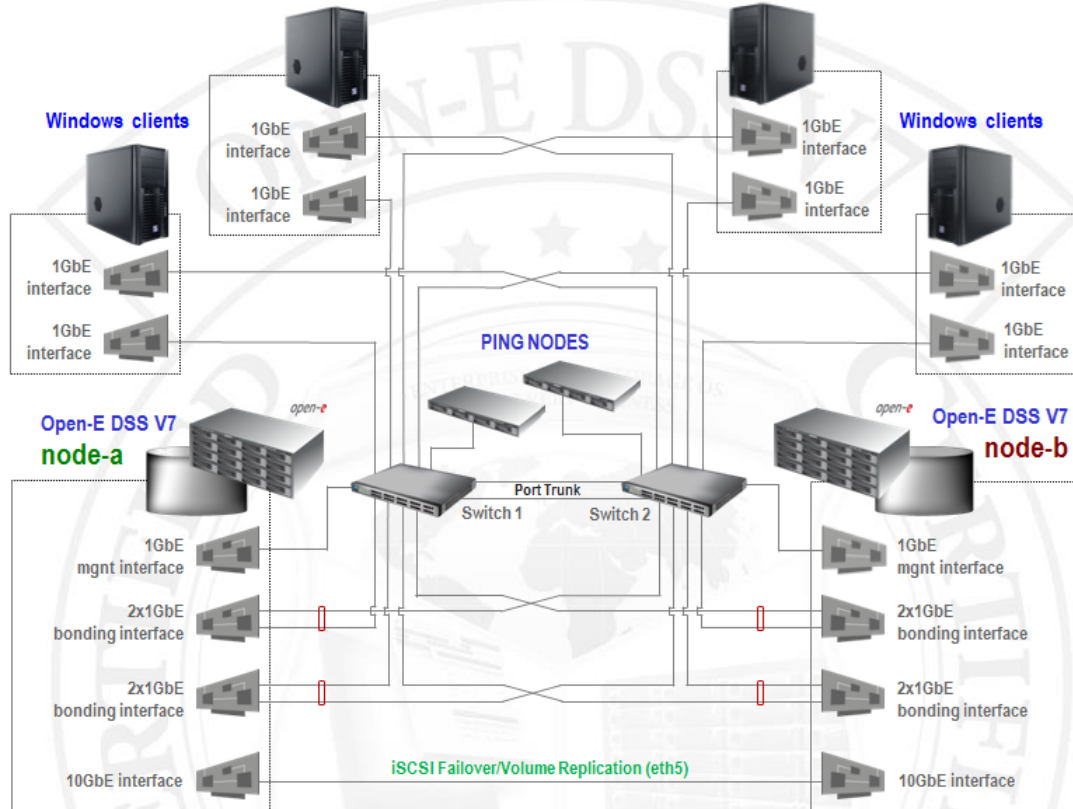 OPEN-E DSS V7
Windows clients
Windows clients
1GbE
interface
1GbE
interface
1GbE
interface
1GbE
interface
1GbE
interface
1GbE
interface
1GbE
interface
1GbE
interface
PING NODES
open-e
open-e
Open-E DSS V7
node-a
Open-E DSS V7
node-b
Port Trunk
Switch 1
Switch 2
1GbE
mgnt interface
1GbE
mgnt interface
2x1GbE
bonding interface
2x1GbE
bonding interface
2x1GbE
bonding interface
2x1GbE
bonding interface
iSCSI Failover/Volume Replication (eth5)
10GbE interface
10GbE interface